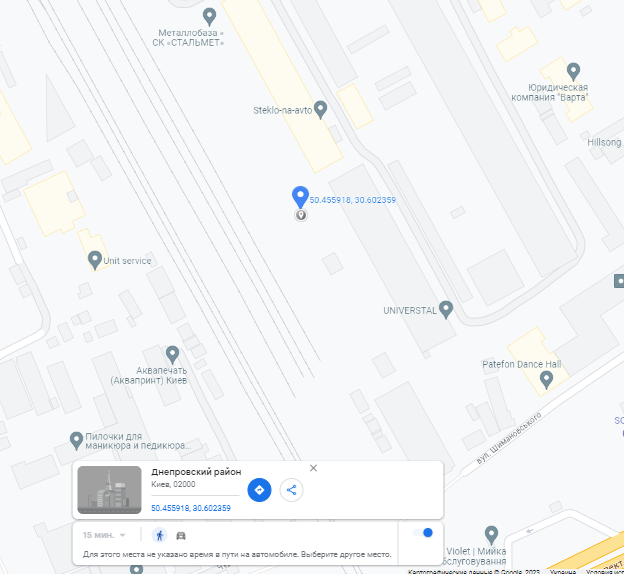 Металлобаза "
СК «СТАЛЬМЕТ»
Юридическая
компания "Варта"
Steklo-na-avto
Hillsong
50.455918, 30.602359
Unit service
UNIVERSTAL
Аквапечать
(Аквапринт) Киев
Patefon Dance Hall
вул. Шимановського
Пилочки для
маникюра и педикюра...
Днепровский район
Киев, 02000
50.455918, 30.602359
15 мин.
Для этого места не указано время в пути на автомобиле. Выберите другое место.
Violet | Мийка
бслуговування
Картографические данные © Google, 2023
Украина
Условия исп